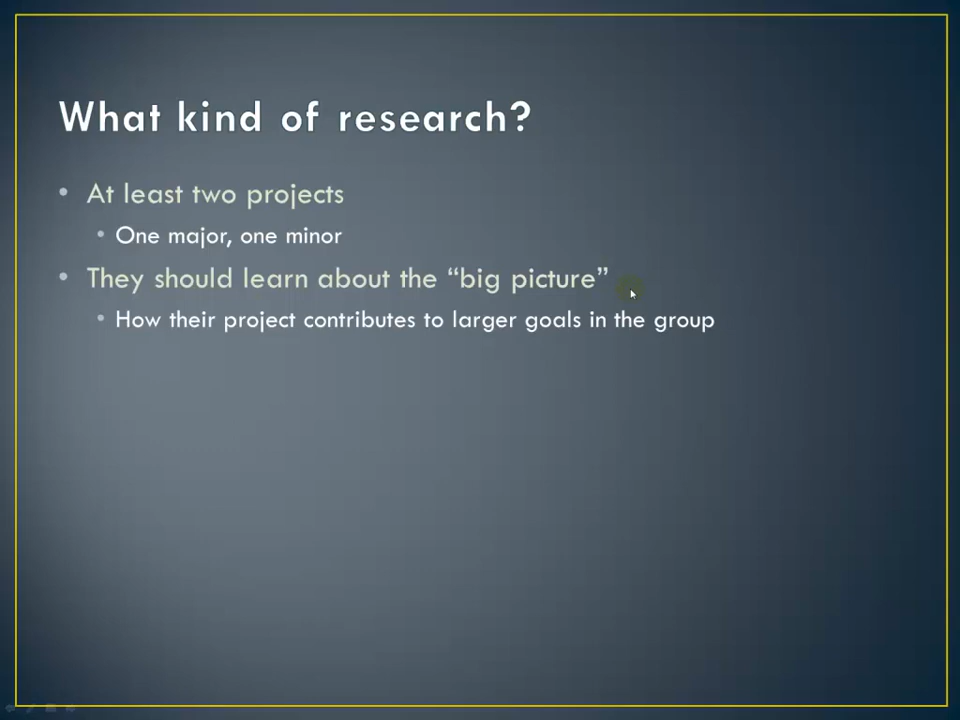 What kind of research?
• At least two projects
• One major, one minor
• They should learn about the “big picture”
• How their project contributes to larger goals in the group